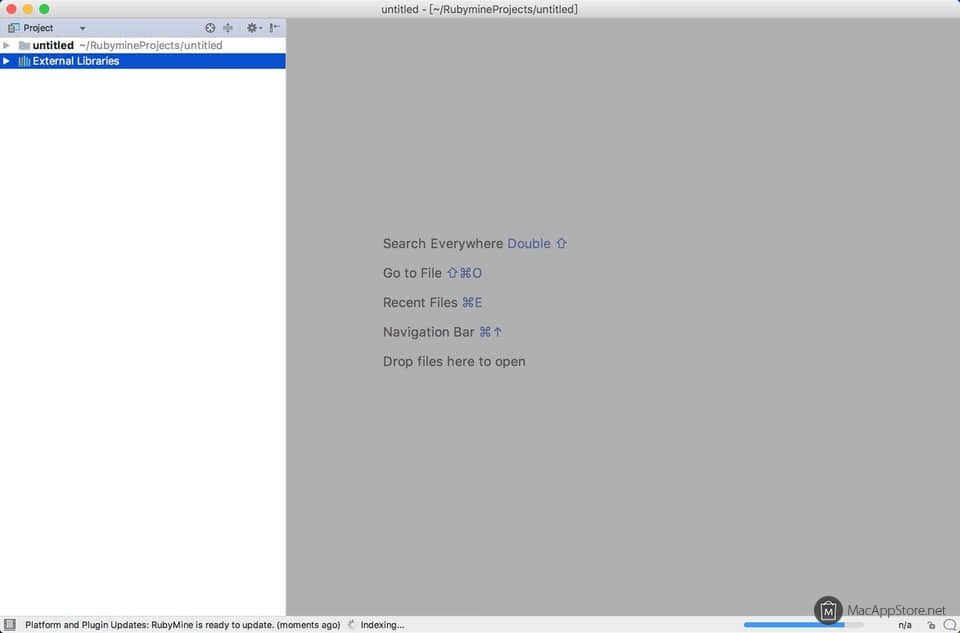 untitled - [~/RubymineProjects/untitled]
Project
untitled ~/RubymineProjects/untitled
External Libraries
Search Everywhere Double ⇧
Go to File ⇧⌘O
Recent Files ⌘E
Navigation Bar ⌘↑
Drop files here to open
MacAppStore.net
Platform and Plugin Updates: RubyMine is ready to update. (moments ago) Indexing... n/a